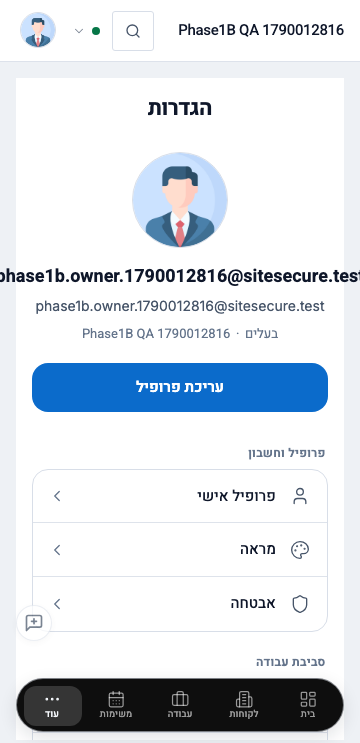 Phase1B QA 1790012816
הגדרות
phase1b.owner.1790012816@sitesecure.test
phase1b.owner.1790012816@sitesecure.test
בעלים · Phase1B QA 1790012816
עריכת פרופיל
פרופיל וחשבון
פרופיל אישי
מראה
אבטחה
סביבת עבודה
בית
לקוחות
עבודה
משימות
עוד